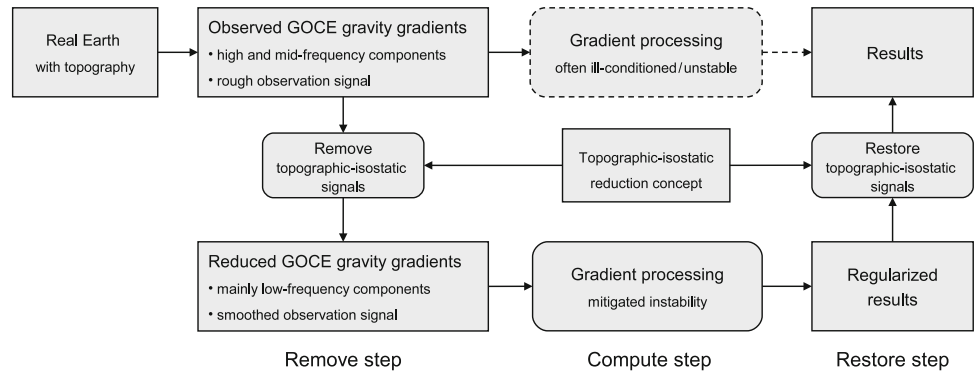 Real Earth
with topography
Observed GOCE gravity gradients
• high and mid-frequency components
• rough observation signal
Gradient processing
often ill-conditioned/unstable
Results
Remove
topographic-isostatic
signals
Topographic-isostatic
reduction concept
Restore
topographic-isostatic
signals
Reduced GOCE gravity gradients
• mainly low-frequency components
• smoothed observation signal
Gradient processing
mitigated instability
Regularized
results
Remove step
Compute step
Restore step